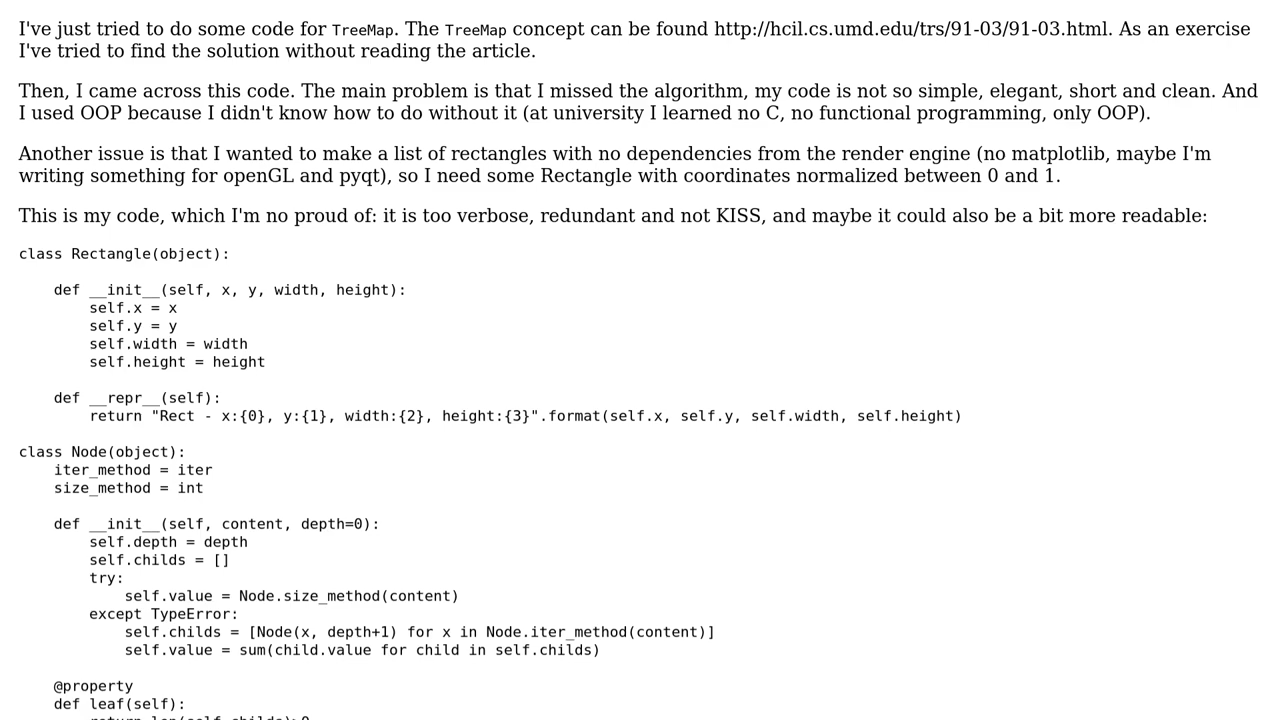 I've just tried to do some code for TreeMap. The TreeMap concept can be found http://hcil.cs.umd.edu/trs/91-03/91-03.html. As an exercise
I've tried to find the solution without reading the article.
Then, I came across this code. The main problem is that I missed the algorithm, my code is not so simple, elegant, short and clean. And
I used OOP because I didn't know how to do without it (at university I learned no C, no functional programming, only OOP).
Another issue is that I wanted to make a list of rectangles with no dependencies from the render engine (no matplotlib, maybe I'm
writing something for openGL and pyqt), so I need some Rectangle with coordinates normalized between 0 and 1.
This is my code, which I'm no proud of: it is too verbose, redundant and not KISS, and maybe it could also be a bit more readable:
class Rectangle(object):
    def __init__(self, x, y, width, height):
        self.x = x
        self.y = y
        self.width = width
        self.height = height
    def __repr__(self):
        return "Rect - x:{0}, y:{1}, width:{2}, height:{3}".format(self.x, self.y, self.width, self.height)
class Node(object):
    iter_method = iter
    size_method = int
    def __init__(self, content, depth=0):
        self.depth = depth
        self.childs = []
        try:
            self.value = Node.size_method(content)
        except TypeError:
            self.childs = [Node(x, depth+1) for x in Node.iter_method(content)]
            self.value = sum(child.value for child in self.childs)
    @property
    def leaf(self):